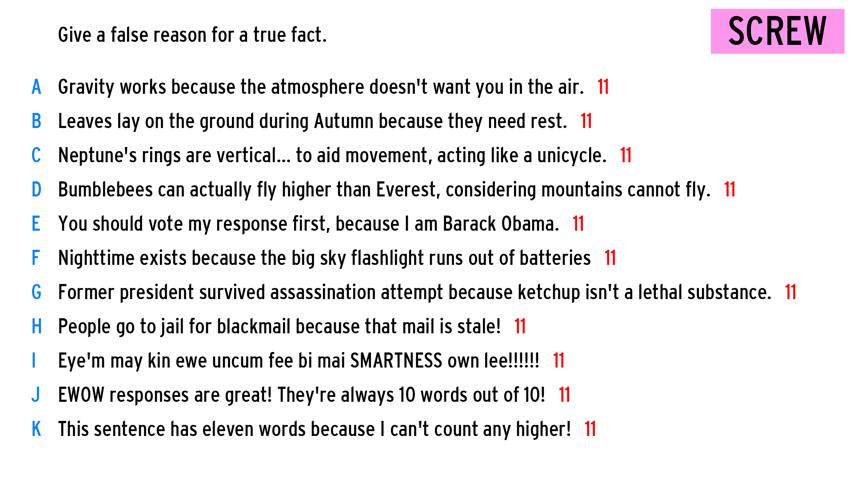 Give a false reason for a true fact.
SCREW
A Gravity works because the atmosphere doesn't want you in the air. 11
B Leaves lay on the ground during Autumn because they need rest. 11
C Neptune's rings are vertical... to aid movement, acting like a unicycle. 11
D Bumblebees can actually fly higher than Everest, considering mountains cannot fly. 11
E You should vote my response first, because I am Barack Obama. 11
F Nighttime exists because the big sky flashlight runs out of batteries 11
G Former president survived assassination attempt because ketchup isn't a lethal substance. 11
H People go to jail for blackmail because that mail is stale! 11
I Eye'm may kin ewe uncum fee bi mai SMARTNESS own lee!!!!!! 11
J EWOW responses are great! They're always 10 words out of 10! 11
K This sentence has eleven words because I can't count any higher! 11